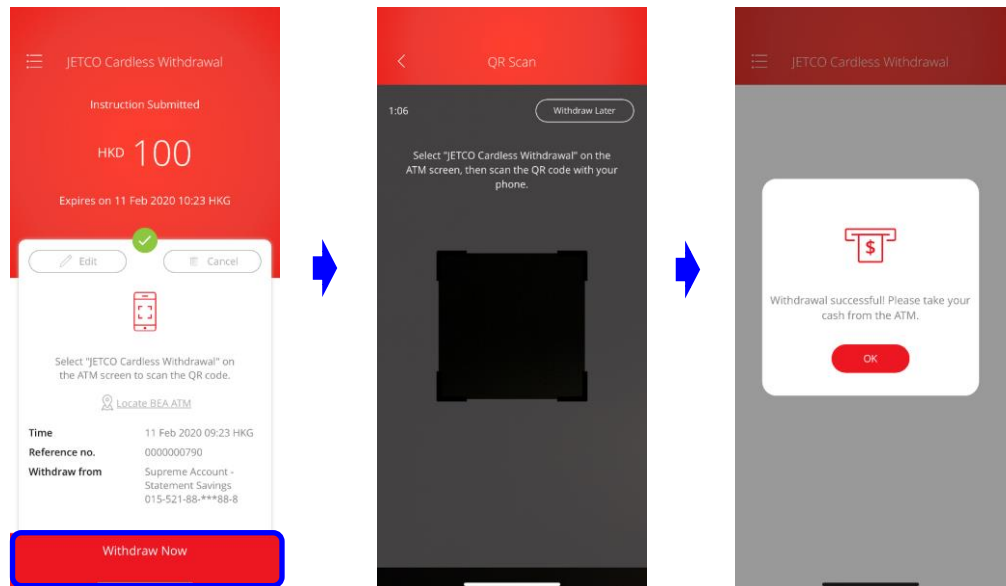 JETCO Cardless Withdrawal
Instruction Submitted
HKD 100
Expires on 11 Feb 2020 10:23 HKG
Edit
Cancel
Select "JETCO Cardless Withdrawal" on
the ATM screen to scan the QR code.
Locate BEA ATM
Time 11 Feb 2020 09:23 HKG
Reference no. 0000000790
Withdraw from Supreme Account -
Statement Savings
015-521-88-***88-8
Withdraw Now
QR Scan
1:06
Withdraw Later
Select "JETCO Cardless Withdrawal" on the
ATM screen, then scan the QR code with your
phone.
JETCO Cardless Withdrawal
$
Withdrawal successful! Please take your
cash from the ATM.
OK